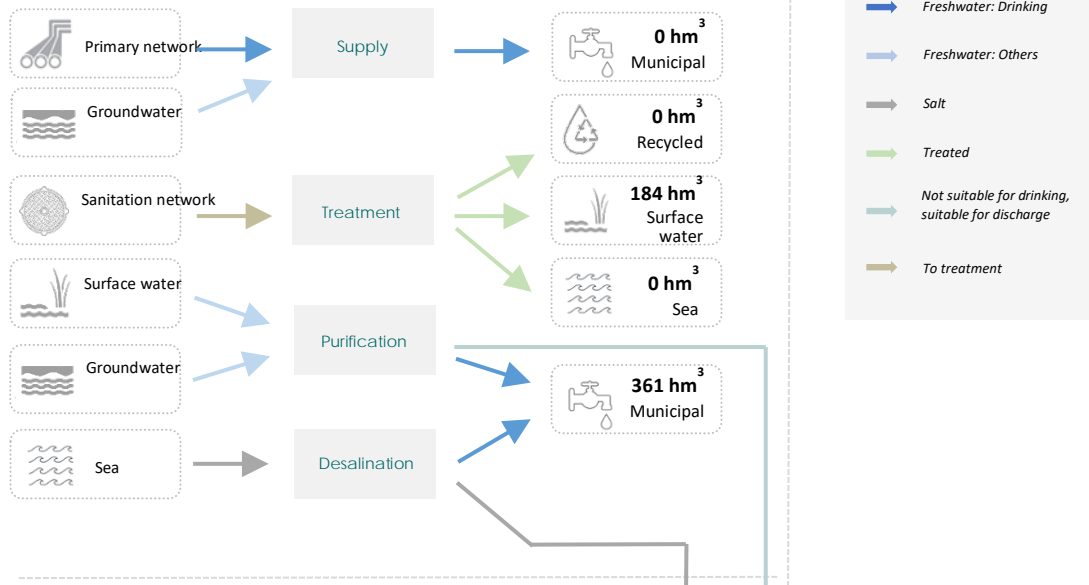 Primary network
Groundwater
Supply
0 hm³
Municipal
0 hm³
Recycled
Sanitation network
Treatment
184 hm³
Surface
water
0 hm³
Sea
Surface water
Groundwater
Purification
361 hm³
Municipal
Sea
Desalination
Freshwater: Drinking
Freshwater: Others
Salt
Treated
Not suitable for drinking,
suitable for discharge
To treatment